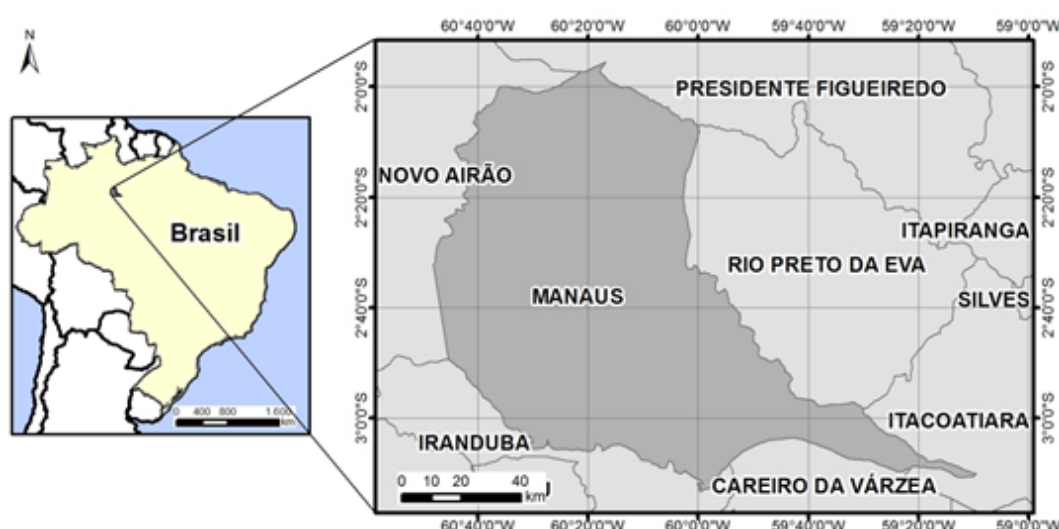 N
Brasil
0 400 800 1.600
km
60°40'0"W 60°20'0"W 60°0'0"W 59°40'0"W 59°20'0"W 59°0'0"W
2°0'0"S
2°20'0"S
2°40'0"S
3°0'0"S
PRESIDENTE FIGUEIREDO
NOVO AIRÃO
ITAPIRANGA
RIO PRETO DA EVA
MANAUS
SILVES
ITACOATIARA
IRANDUBA
CAREIRO DA VÁRZEA
0 10 20 40
km
2°0'0"S
2°20'0"S
2°40'0"S
3°0'0"S
60°40'0"W 60°20'0"W 60°0'0"W 59°40'0"W 59°20'0"W 59°0'0"W